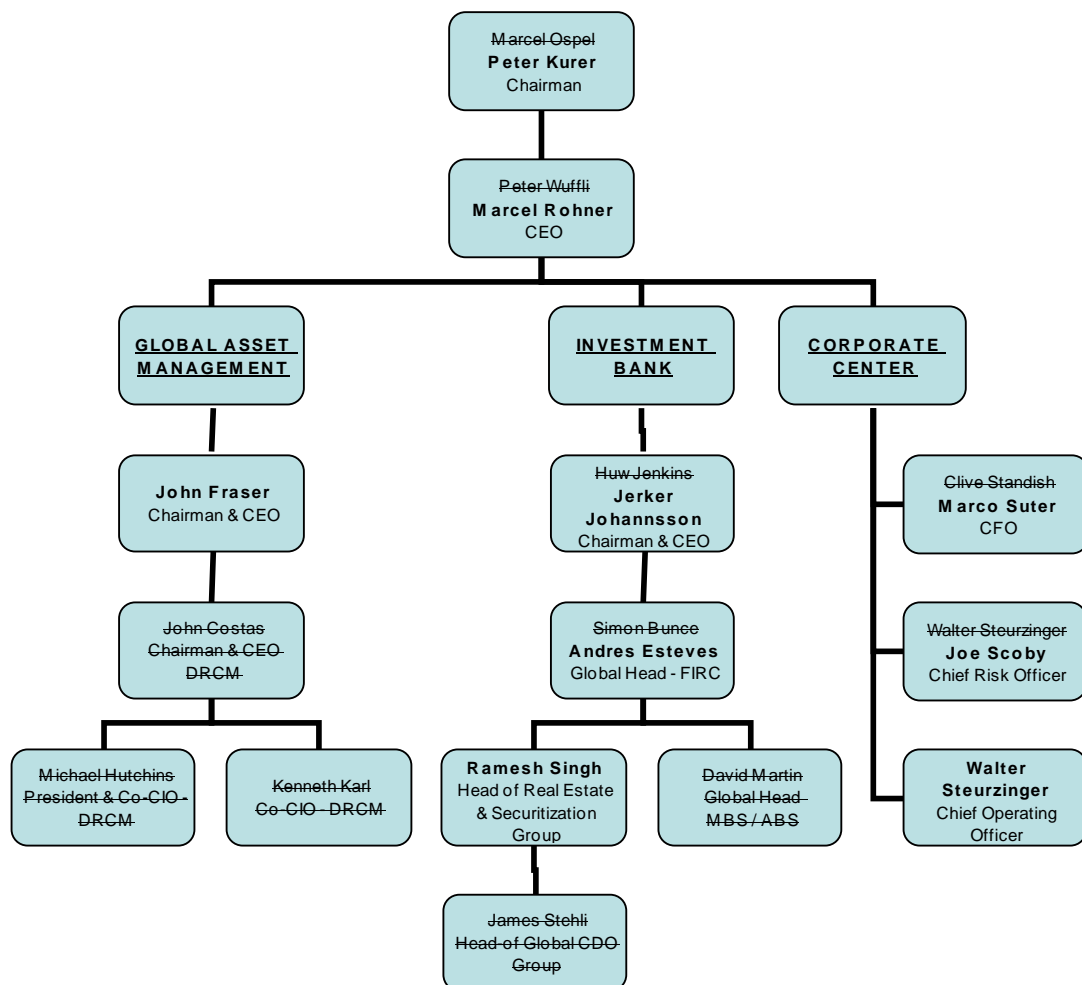 Marcel Ospel
Peter Kurer
Chairman
Peter Wuffli
Marcel Rohner
CEO
GLOBAL ASSET
MANAGEMENT
INVESTMENT
BANK
CORPORATE
CENTER
John Fraser
Chairman & CEO
Huw Jenkins
Jerker
Johannsson
Chairman & CEO
Clive Standish
Marco Suter
CFO
John Costas
Chairman & CEO
DRCM
Simon Bunce
Andres Esteves
Global Head - FIRC
Walter Steurzinger
Joe Scoby
Chief Risk Officer
Michael Hutchins
President & Co-CIO -
DRCM
Kenneth Karl
Co-CIO - DRCM
Ramesh Singh
Head of Real Estate
& Securitization
Group
David Martin
Global Head
MBS / ABS
Walter
Steurzinger
Chief Operating
Officer
James Stehli
Head of Global CDO
Group